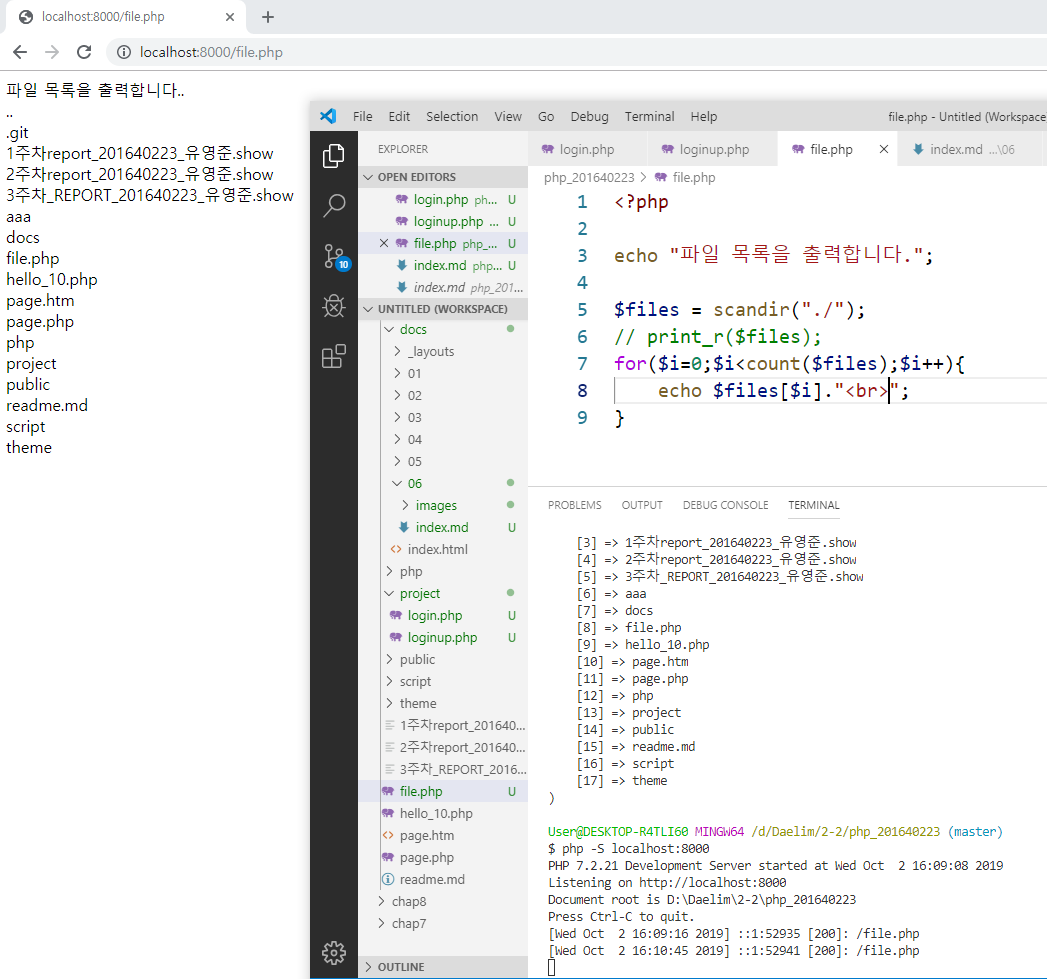 localhost:8000/file.php
localhost:8000/file.php
파일 목록을 출력합니다..
..
.git
1주차report_201640223_유영준.show
2주차report_201640223_유영준.show
3주차_REPORT_201640223_유영준.show
aaa
docs
file.php
hello_10.php
page.htm
page.php
php
project
public
readme.md
script
theme
File Edit Selection View Go Debug Terminal Help file.php - Untitled (Workspace
EXPLORER
OPEN EDITORS
login.php ph... U
loginup.php ... U
file.php php_... U
index.md php... U
index.md php_201...
UNTITLED (WORKSPACE)
docs
_layouts
01
02
03
04
05
06
images
index.md U
index.html
php
project
login.php U
loginup.php U
public
script
theme
1주차report_201640...
2주차report_201640...
3주차_REPORT_2016...
file.php U
hello_10.php
page.htm
page.php
readme.md
chap8
chap7
OUTLINE
10
login.php loginup.php file.php index.md ...\06
php_201640223 > file.php
1 <?php
2
3 echo "파일 목록을 출력합니다.";
4
5 $files = scandir("./");
6 // print_r($files);
7 for($i=0;$i<count($files);$i++){
8 echo $files[$i]."<br>";
9 }
PROBLEMS OUTPUT DEBUG CONSOLE TERMINAL
[3] => 1주차report_201640223_유영준.show
[4] => 2주차report_201640223_유영준.show
[5] => 3주차_REPORT_201640223_유영준.show
[6] => aaa
[7] => docs
[8] => file.php
[9] => hello_10.php
[10] => page.htm
[11] => page.php
[12] => php
[13] => project
[14] => public
[15] => readme.md
[16] => script
[17] => theme
)
User@DESKTOP-R4TLI60 MINGW64 /d/Daelim/2-2/php_201640223 (master)
$ php -S localhost:8000
PHP 7.2.21 Development Server started at Wed Oct  2 16:09:08 2019
Listening on http://localhost:8000
Document root is D:\Daelim\2-2\php_201640223
Press Ctrl-C to quit.
[Wed Oct  2 16:09:16 2019] ::1:52935 [200]: /file.php
[Wed Oct  2 16:10:45 2019] ::1:52941 [200]: /file.php